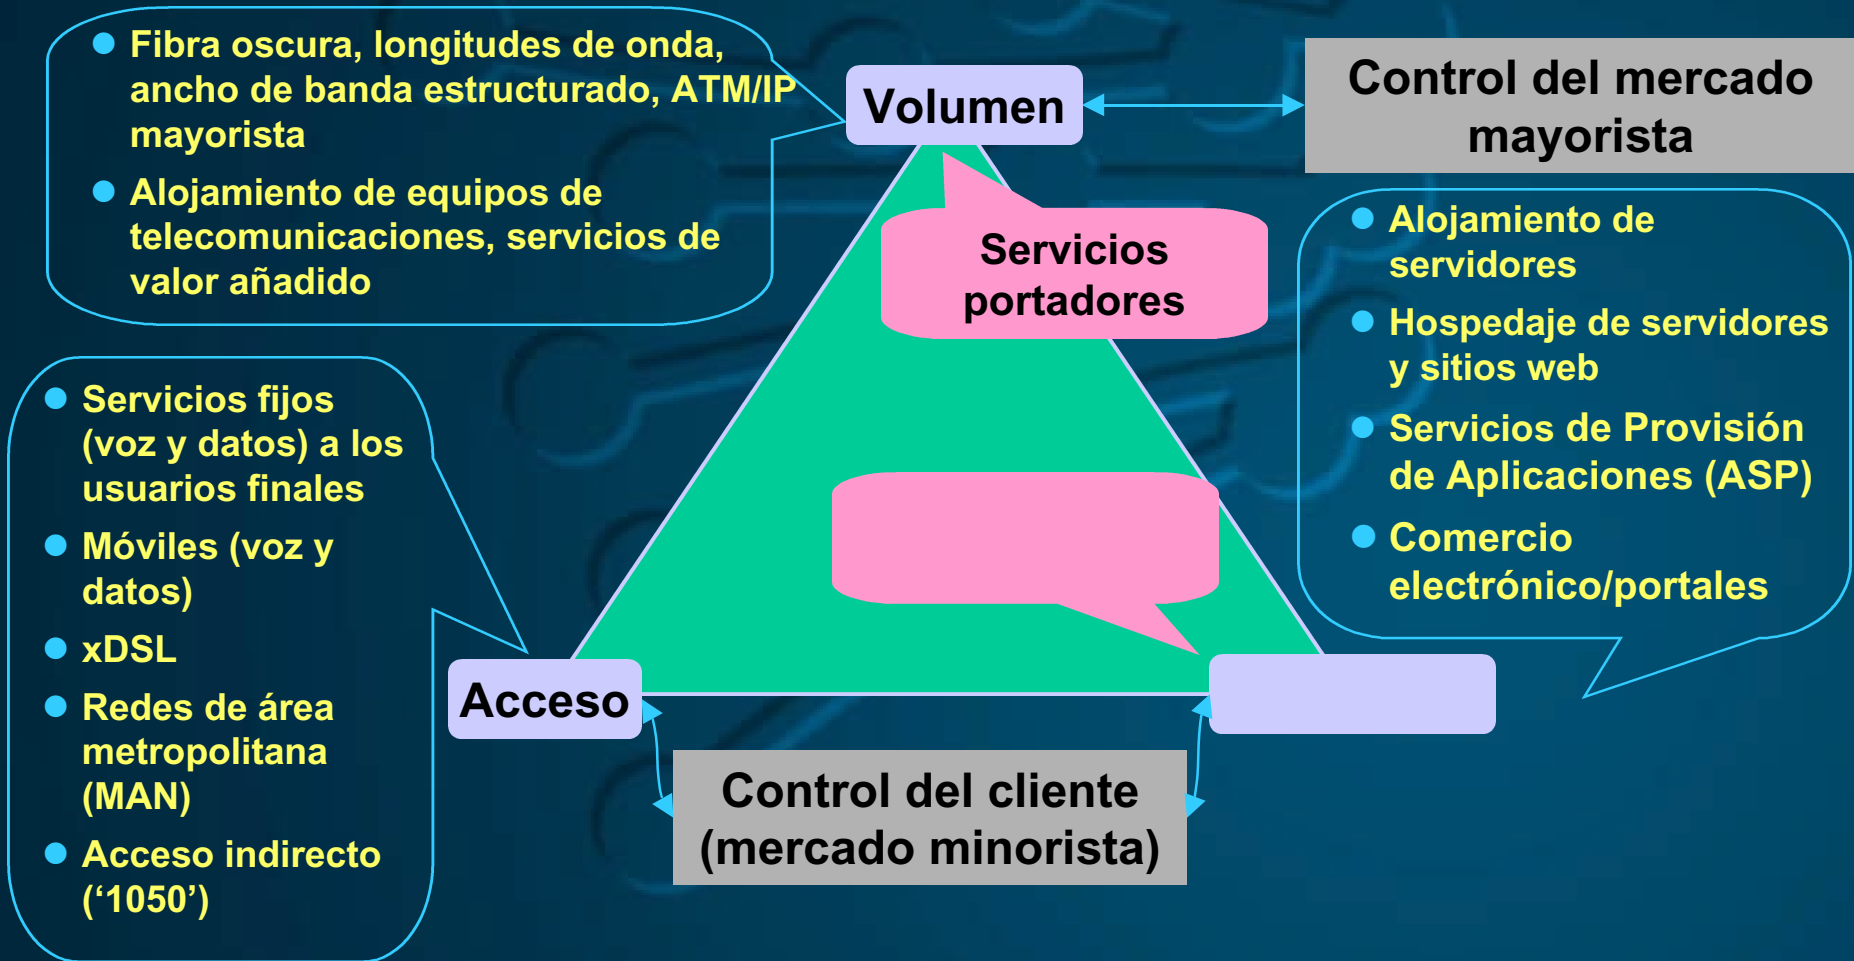 Fibra oscura, longitudes de onda,
ancho de banda estructurado, ATM/IP
mayorista
Alojamiento de equipos de
telecomunicaciones, servicios de
valor añadido
Volumen
Control del mercado
mayorista
Servicios
portadores
Alojamiento de
servidores
Hospedaje de servidores
y sitios web
Servicios de Provisión
de Aplicaciones (ASP)
Comercio
electrónico/portales
Servicios fijos
(voz y datos) a los
usuarios finales
Móviles (voz y
datos)
xDSL
Redes de área
metropolitana
(MAN)
Acceso indirecto
(‘1050’)
Acceso
Control del cliente
(mercado minorista)